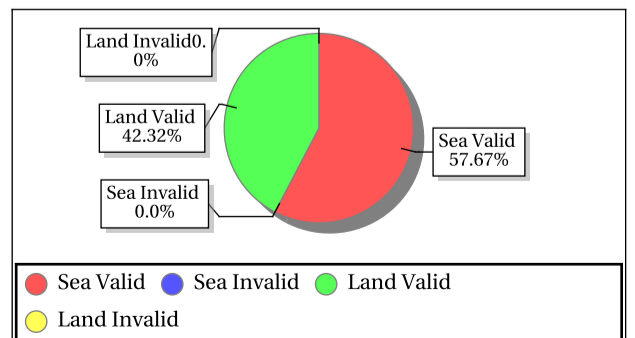 Land Invalid0.
0%
Land Valid
42.32%
Sea Valid
57.67%
Sea Invalid
0.0%
Sea Valid
Sea Invalid
Land Valid
Land Invalid